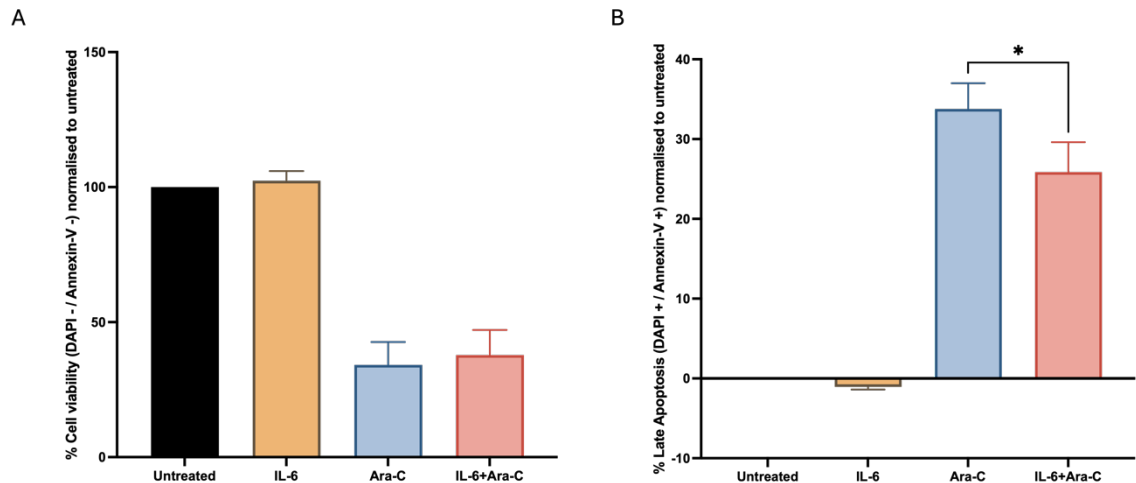 A
% Cell viability (DAPI - / Annexin-V -) normalised to untreated
150
100
50
0
Untreated
IL-6
Ara-C
IL-6+Ara-C
B
% Late Apoptosis (DAPI + / Annexin-V +) normalised to untreated
40
30
20
10
0
-10
*
Untreated
IL-6
Ara-C
IL-6+Ara-C